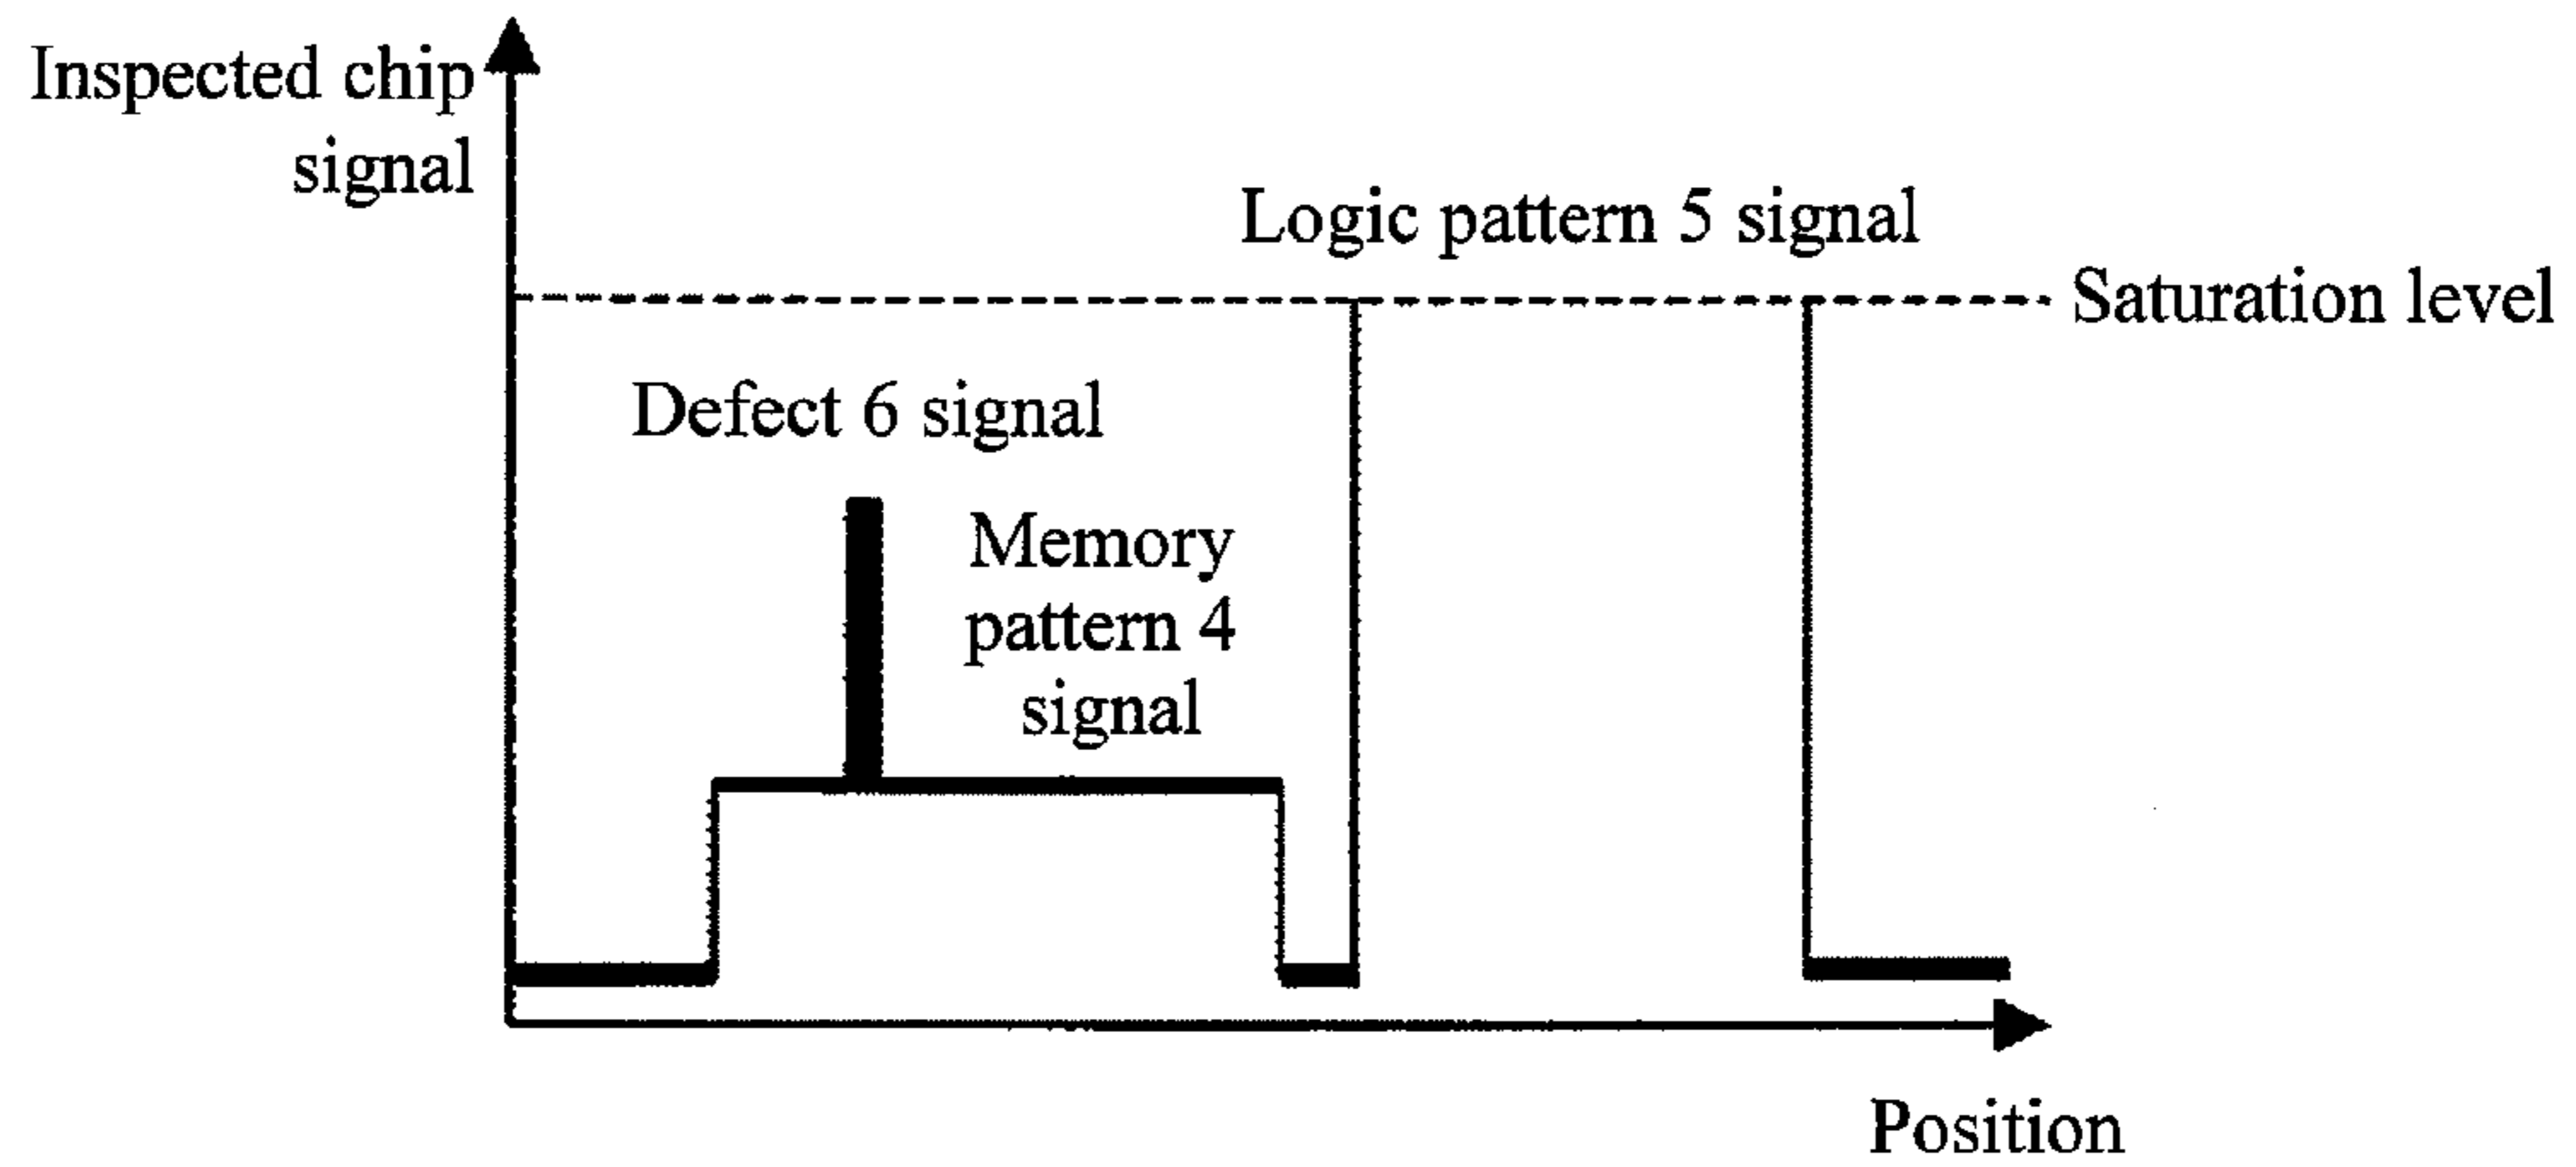 Inspected chip
signal
Logic pattern 5 signal
Saturation level
Defect 6 signal
Memory
pattern 4
signal
Position